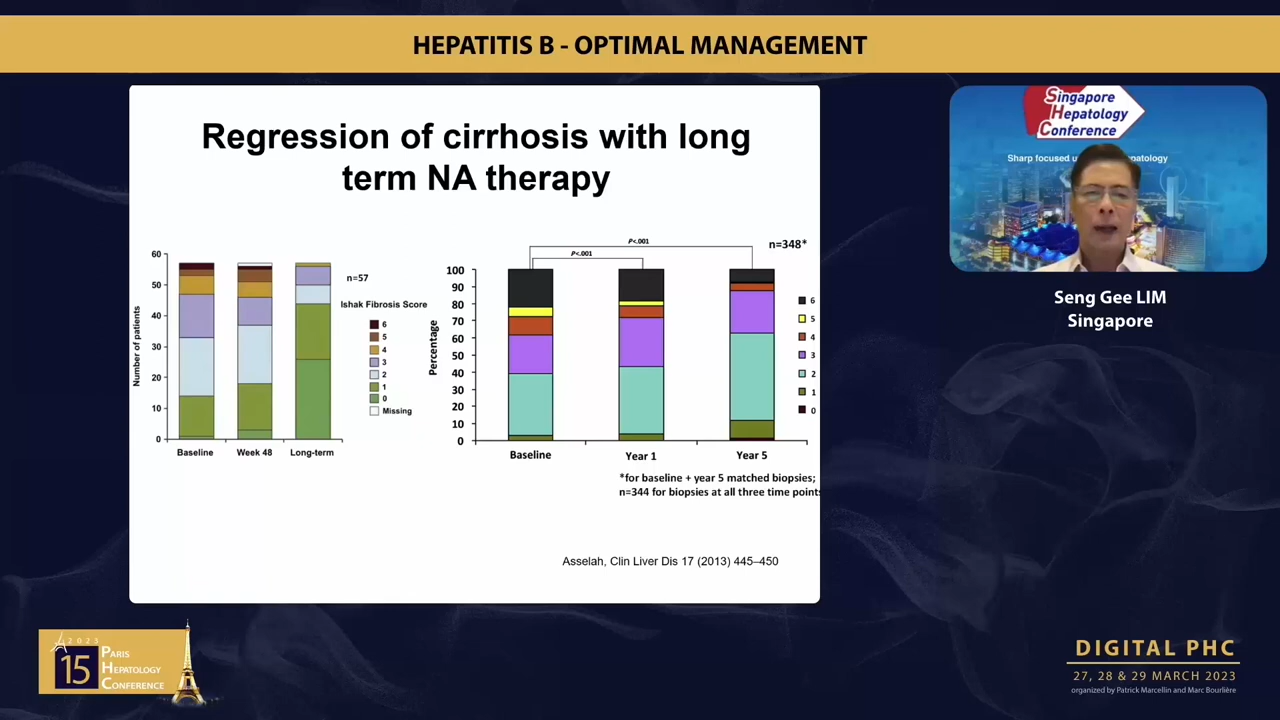 HEPATITIS B - OPTIMAL MANAGEMENT
Regression of cirrhosis with long
term NA therapy
Number of patients
60
50
40
30
20
10
0
Baseline
Week 48
Long-term
n=57
Ishak Fibrosis Score
6
5
4
3
2
1
0
Missing
Percentage
100
90
80
70
60
50
40
30
20
10
0
P<.001
P<.001
n=348*
Baseline
Year 1
Year 5
6
5
4
3
2
1
0
*for baseline + year 5 matched biopsies;
n=344 for biopsies at all three time points
Asselah, Clin Liver Dis 17 (2013) 445–450
Singapore
Hepatology
Conference
Sharp focused
Seng Gee LIM
Singapore
2023
15
PARIS
HEPATOLOGY
CONFERENCE
DIGITAL PHC
27, 28 & 29 MARCH 2023
organized by Patrick Marcellin and Marc Bourlière